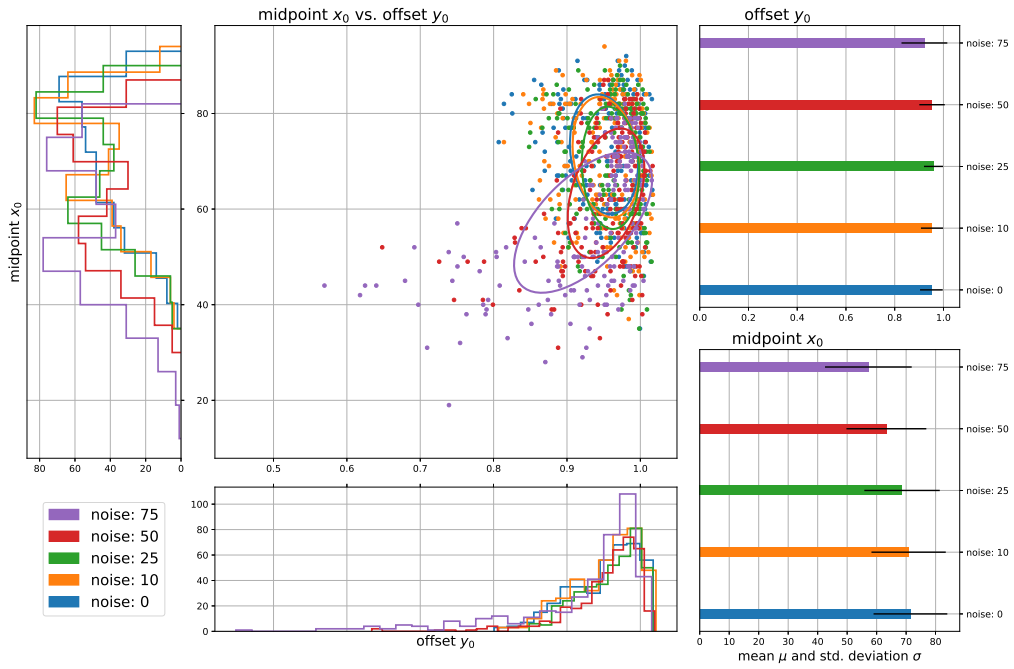 midpoint x₀ vs. offset y₀
offset y₀
midpoint x₀
80
60
40
20
80
60
40
20
0
0.5
0.6
0.7
0.8
0.9
1.0
noise: 75
noise: 50
noise: 25
noise: 10
noise: 0
0.0
0.2
0.4
0.6
0.8
1.0
midpoint x₀
noise: 75
noise: 50
noise: 25
noise: 10
noise: 0
0
10
20
30
40
50
60
70
80
mean μ and std. deviation σ
100
80
60
40
20
0
offset y₀
noise: 75
noise: 50
noise: 25
noise: 10
noise: 0